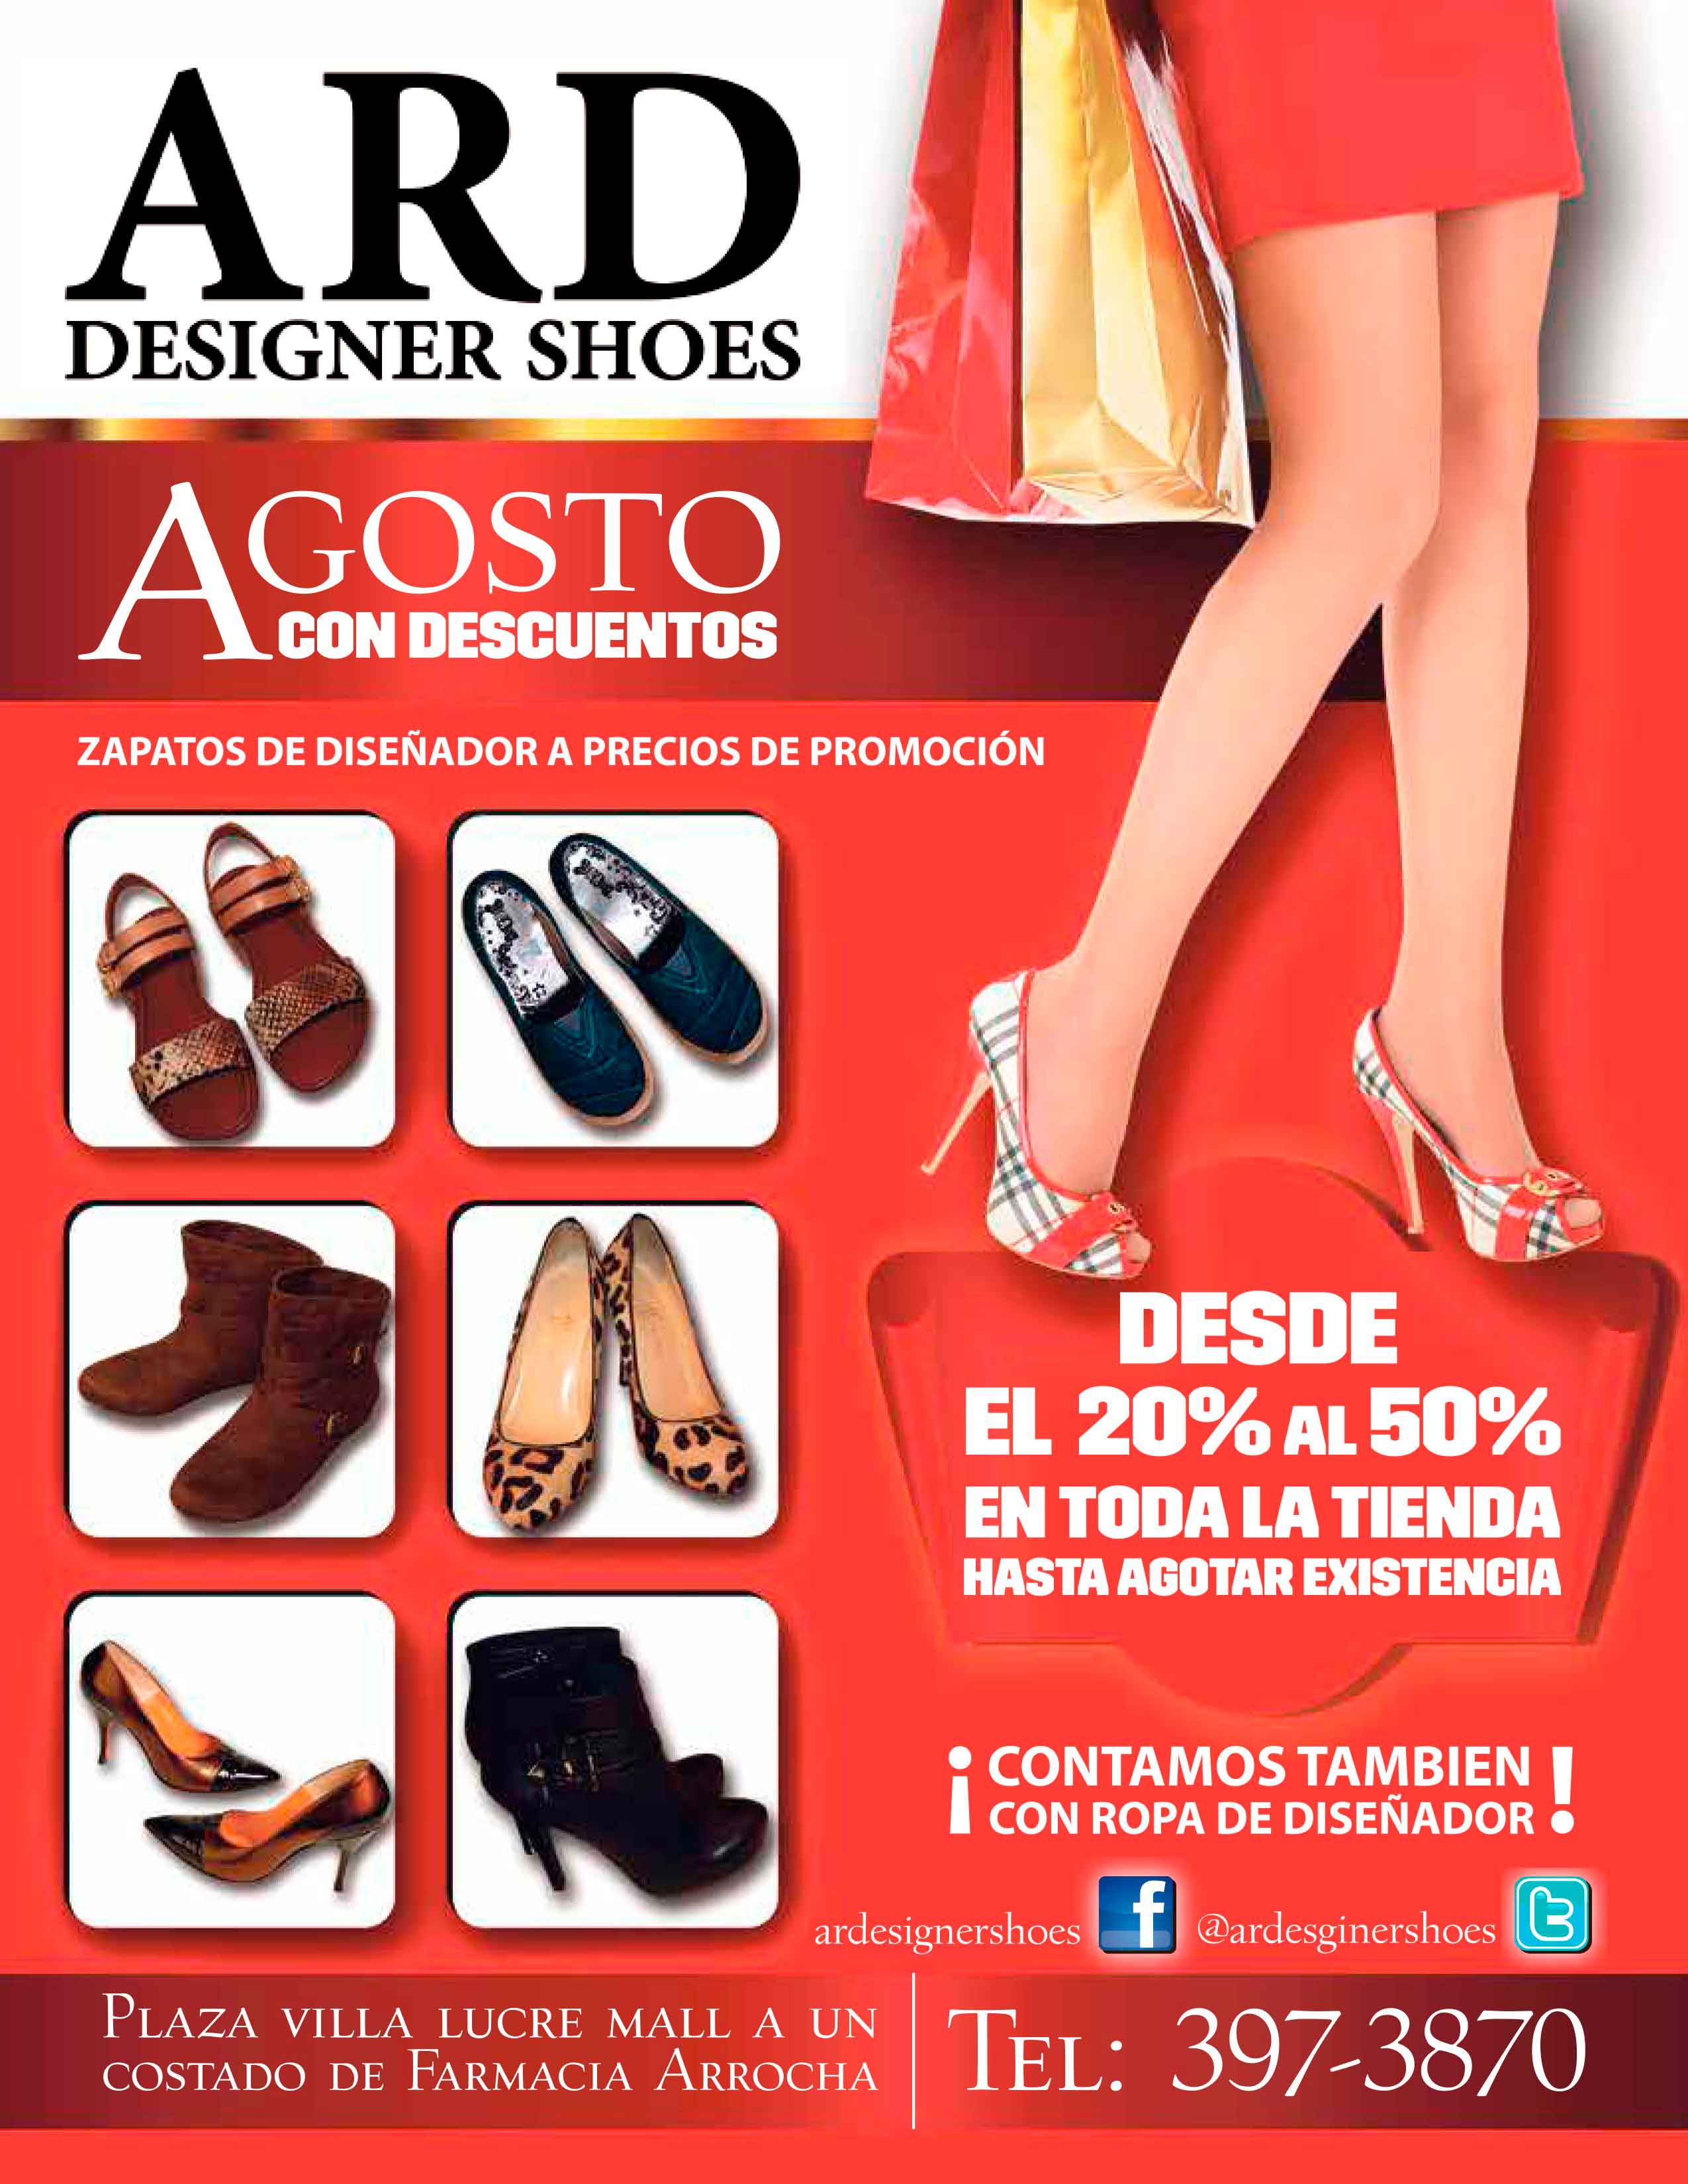 ARD
DESIGNER SHOES
AGOSTO
CON DESCUENTOS
ZAPATOS DE DISEÑADOR A PRECIOS DE PROMOCIÓN
DESDE
EL 20% AL 50%
EN TODA LA TIENDA
HASTA AGOTAR EXISTENCIA
¡CONTAMOS TAMBIEN
CON ROPA DE DISEÑADOR!
ardesignershoes f @ardesginershoes t
PLAZA VILLA LUCRE MALL A UN
COSTADO DE FARMACIA ARROCHA
TEL: 397-3870